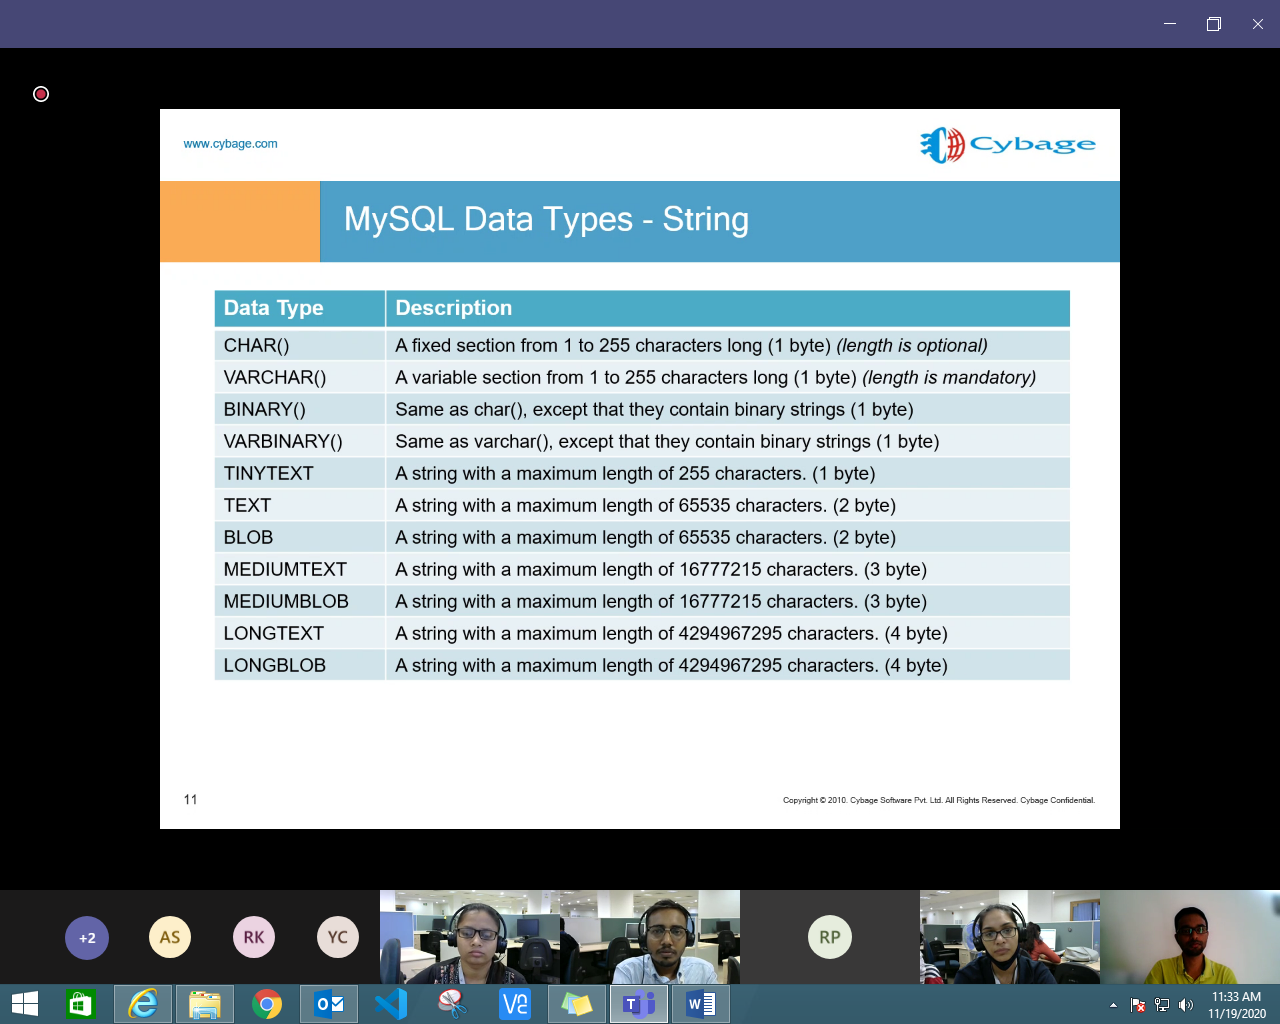 www.cybage.com
Cybage
MySQL Data Types - String
Data Type Description
CHAR() A fixed section from 1 to 255 characters long (1 byte) (length is optional)
VARCHAR() A variable section from 1 to 255 characters long (1 byte) (length is mandatory)
BINARY() Same as char(), except that they contain binary strings (1 byte)
VARBINARY() Same as varchar(), except that they contain binary strings (1 byte)
TINYTEXT A string with a maximum length of 255 characters. (1 byte)
TEXT A string with a maximum length of 65535 characters. (2 byte)
BLOB A string with a maximum length of 65535 characters. (2 byte)
MEDIUMTEXT A string with a maximum length of 16777215 characters. (3 byte)
MEDIUMBLOB A string with a maximum length of 16777215 characters. (3 byte)
LONGTEXT A string with a maximum length of 4294967295 characters. (4 byte)
LONGBLOB A string with a maximum length of 4294967295 characters. (4 byte)
11
Copyright © 2010. Cybage Software Pvt. Ltd. All Rights Reserved. Cybage Confidential.
+2 AS RK YC RP
11:33 AM
11/19/2020